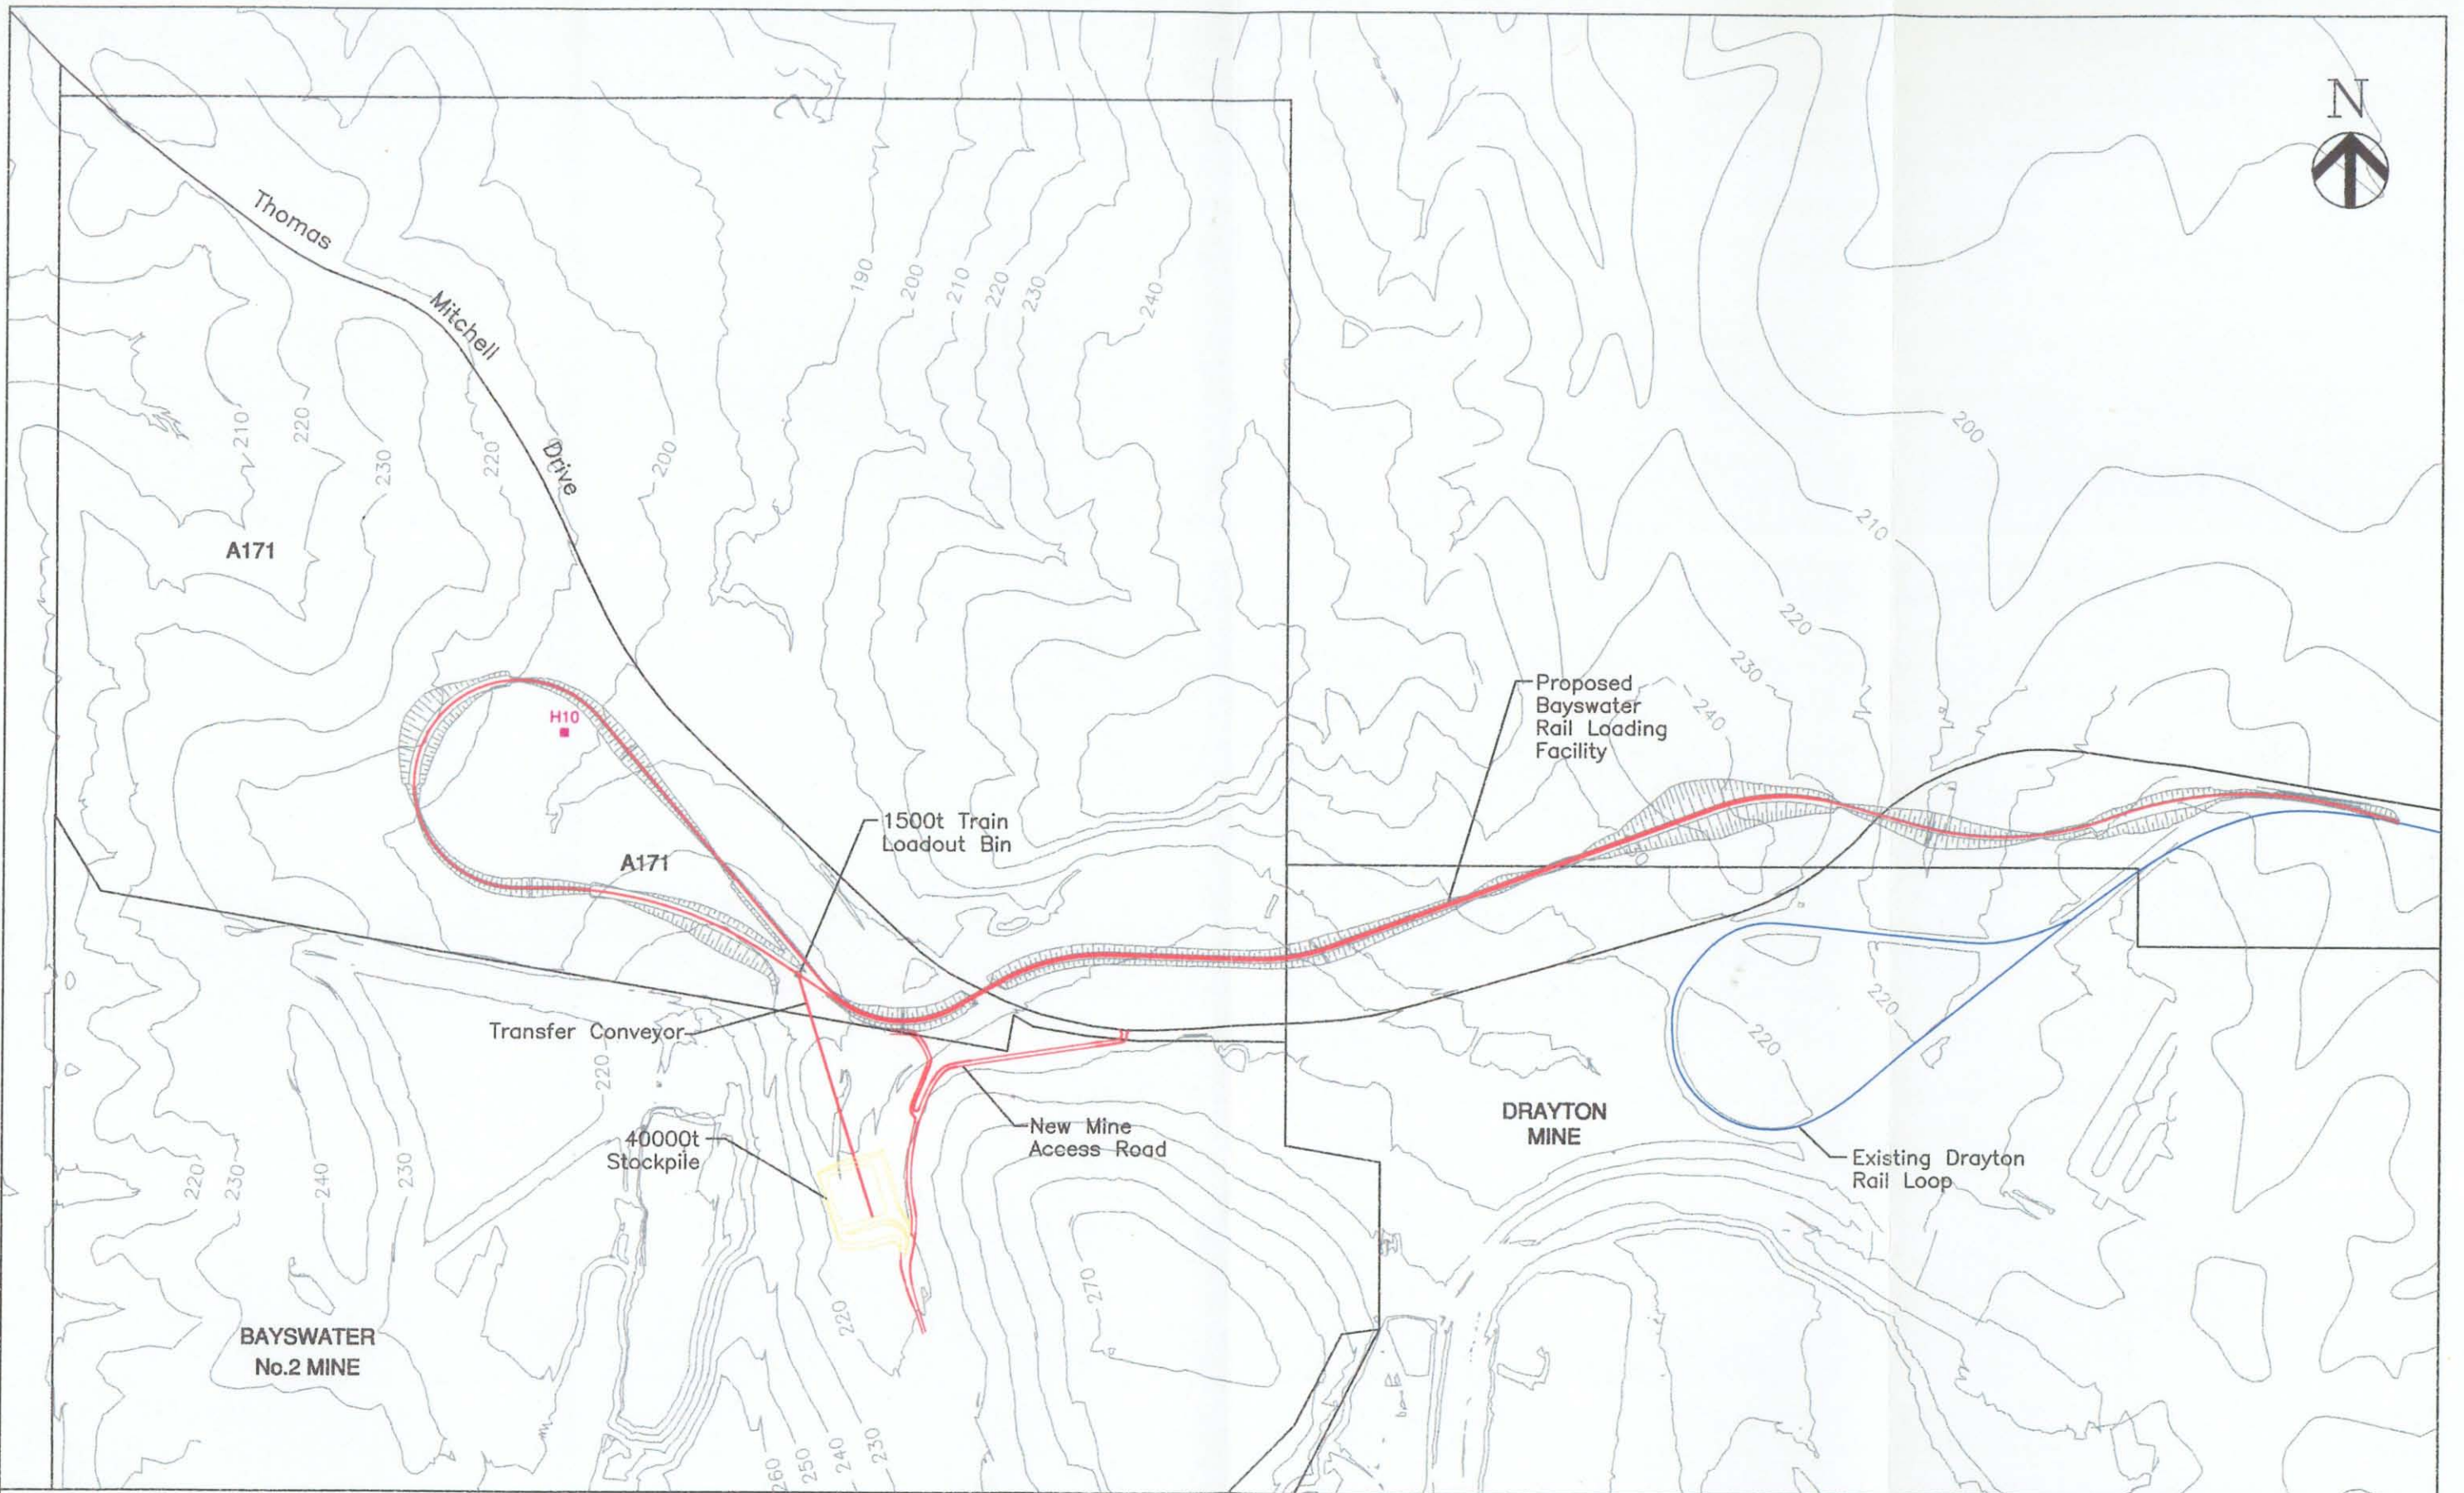 N
Thomas
Mitchell
Drive
190
200
210
220
230
240
210
220
230
220
200
200
210
220
230
240
A171
H10
A171
1500t Train
Loadout Bin
Proposed
Bayswater
Rail Loading
Facility
Transfer Conveyor
220
40000t
Stockpile
New Mine
Access Road
DRAYTON
MINE
220
220
Existing Drayton
Rail Loop
220
230
240
230
270
220
BAYSWATER
No.2 MINE
260
250
240
230